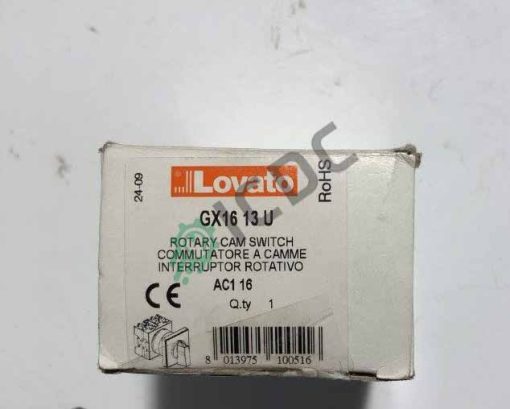 24-09
Lovato
RoHS
GX16 13 U
ROTARY CAM SWITCH
COMMUTATORE A CAMME
INTERRUPTOR ROTATIVO
AC1 16
CE
Q.ty 1
8 013975 100516
ICDC